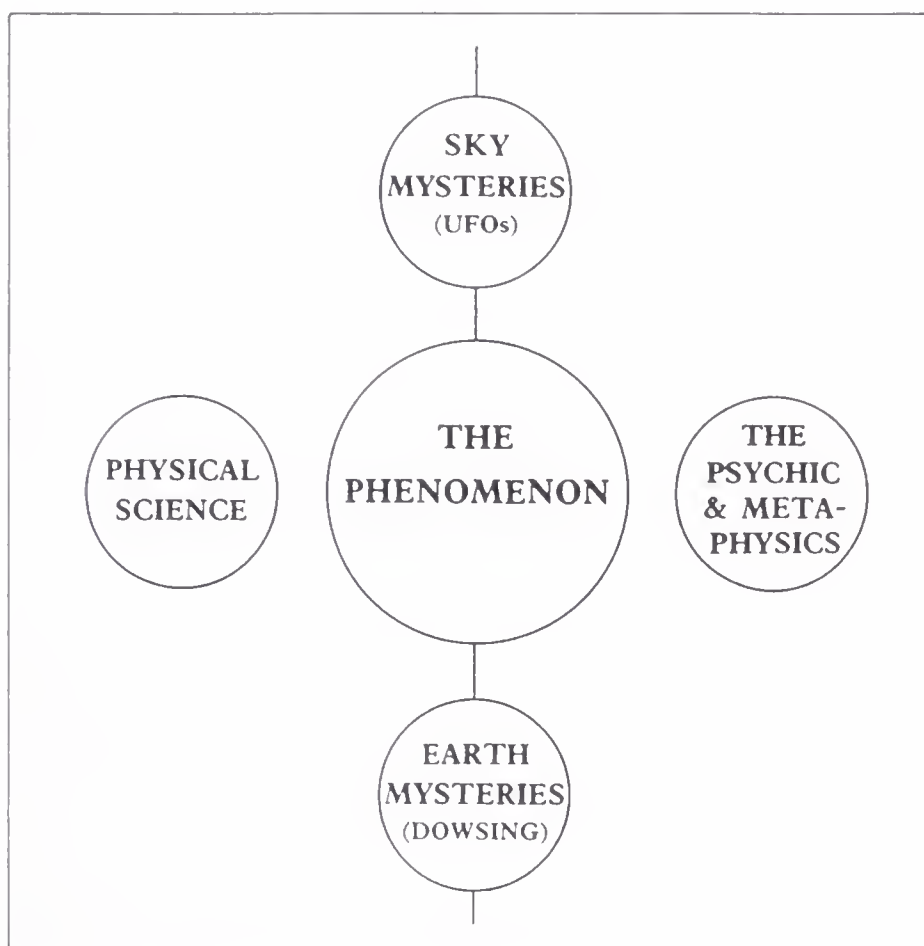 SKY
MYSTERIES
(UFOs)
PHYSICAL
SCIENCE
THE
PHENOMENON
THE
PSYCHIC
& META-
PHYSICS
EARTH
MYSTERIES
(DOWSING)